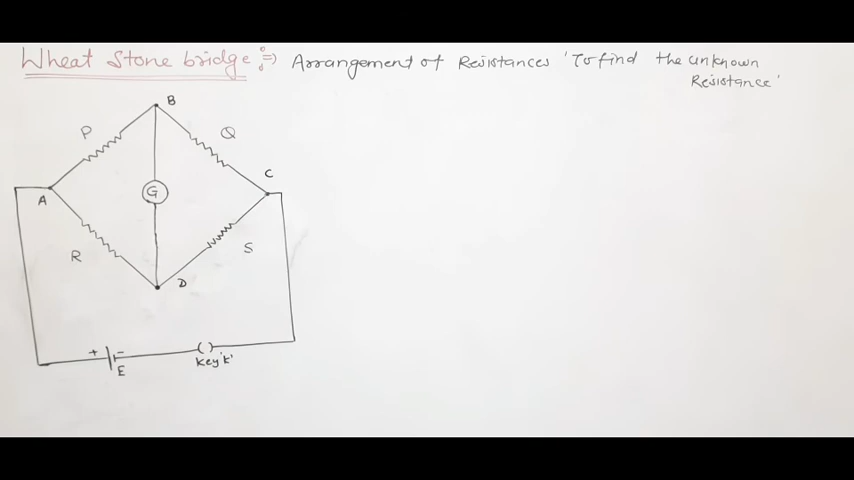 Wheat Stone bridge :⇒ Arrangement of Resistances 'To find the unknown
Resistance'
B
P
Q
C
A
G
R
S
D
+ -
E
Key 'K'